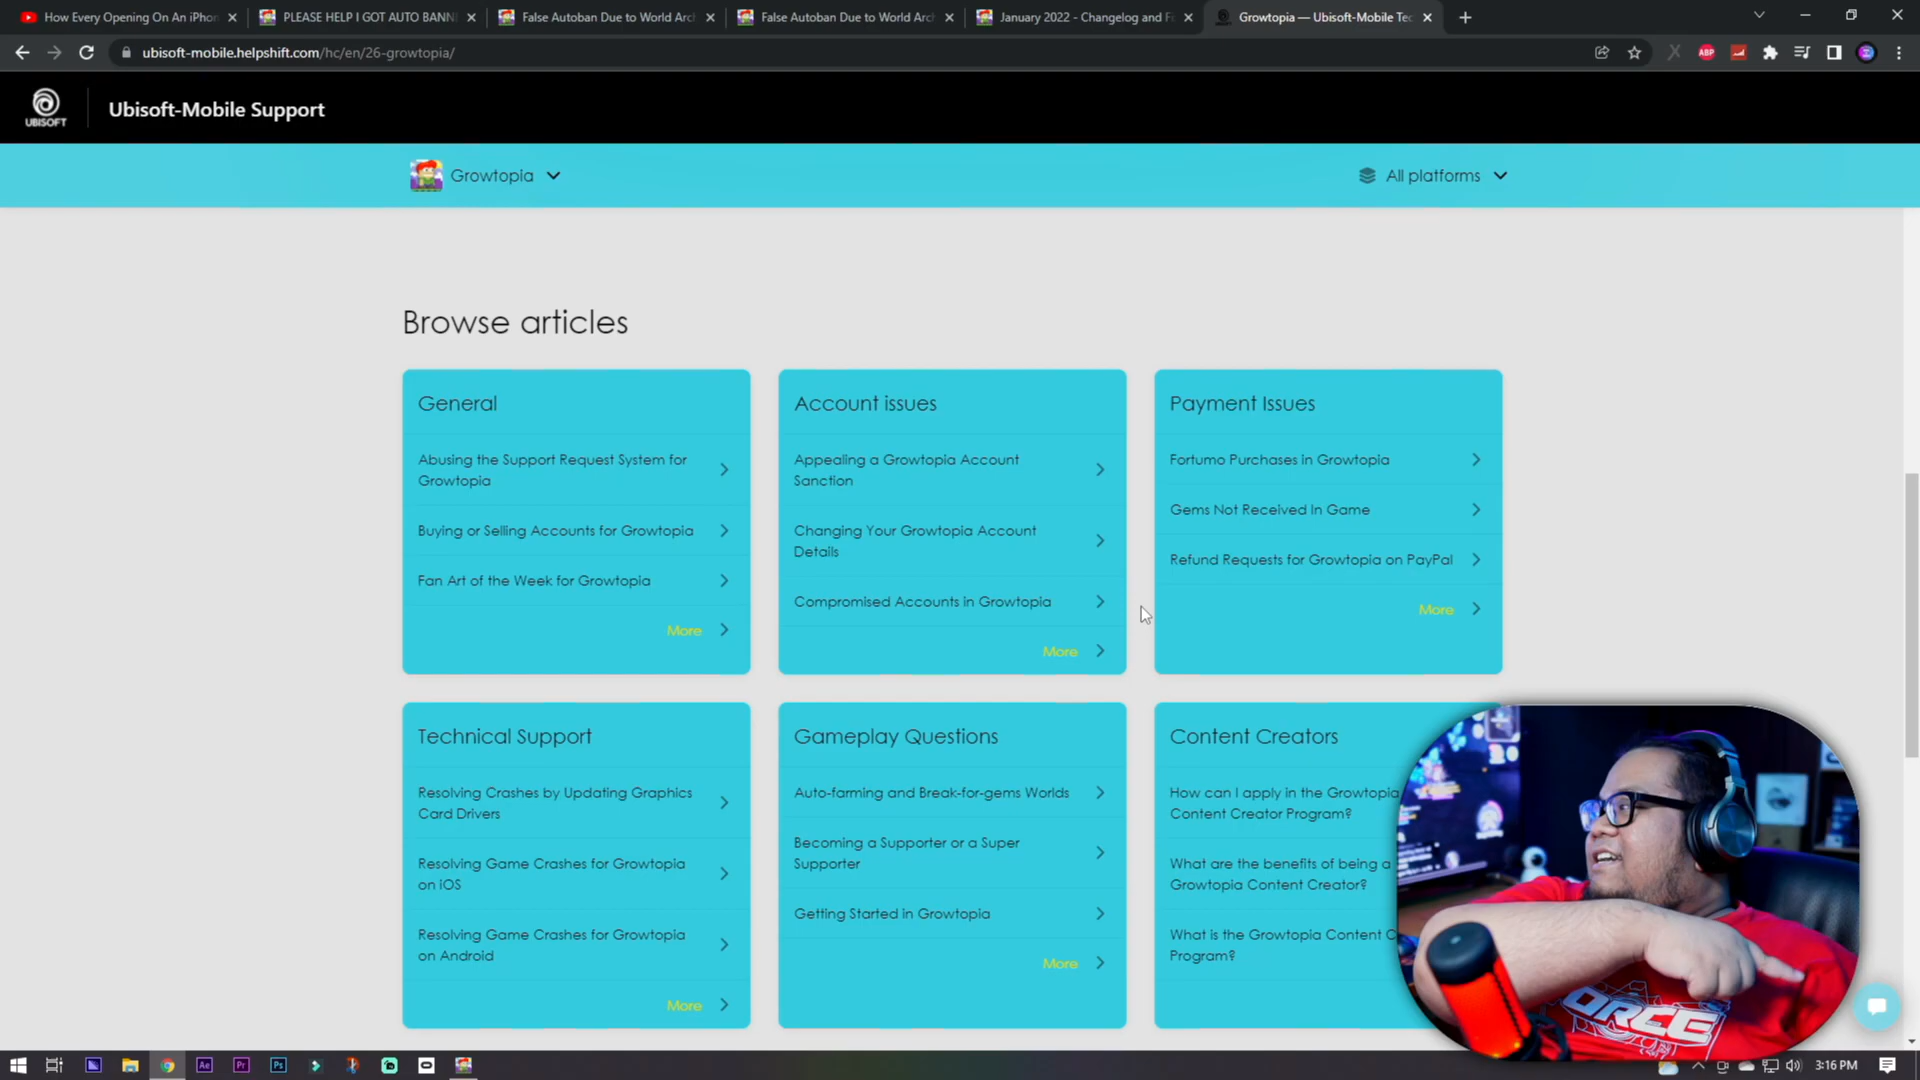 How Every Opening On An iPhon
PLEASE HELP I GOT AUTO BANN
False Autoban Due to World Arc
False Autoban Due to World Arc
January 2022 - Changelog and F
Growtopia — Ubisoft-Mobile Tec
ubisoft-mobile.helpshift.com/hc/en/26-growtopia/
ABP
UBISOFT
Ubisoft-Mobile Support
Growtopia
All platforms
Browse articles
General
Abusing the Support Request System for
Growtopia
Buying or Selling Accounts for Growtopia
Fan Art of the Week for Growtopia
More
Account issues
Appealing a Growtopia Account
Sanction
Changing Your Growtopia Account
Details
Compromised Accounts in Growtopia
More
Payment Issues
Fortumo Purchases in Growtopia
Gems Not Received In Game
Refund Requests for Growtopia on PayPal
More
Technical Support
Resolving Crashes by Updating Graphics
Card Drivers
Resolving Game Crashes for Growtopia
on iOS
Resolving Game Crashes for Growtopia
on Android
More
Gameplay Questions
Auto-farming and Break-for-gems Worlds
Becoming a Supporter or a Super
Supporter
Getting Started in Growtopia
More
Content Creators
How can I apply in the Growtopia
Content Creator Program?
What are the benefits of being a
Growtopia Content Creator?
What is the Growtopia Content C
Program?
ORCE
Ae
Pr
Ps
3:16 PM